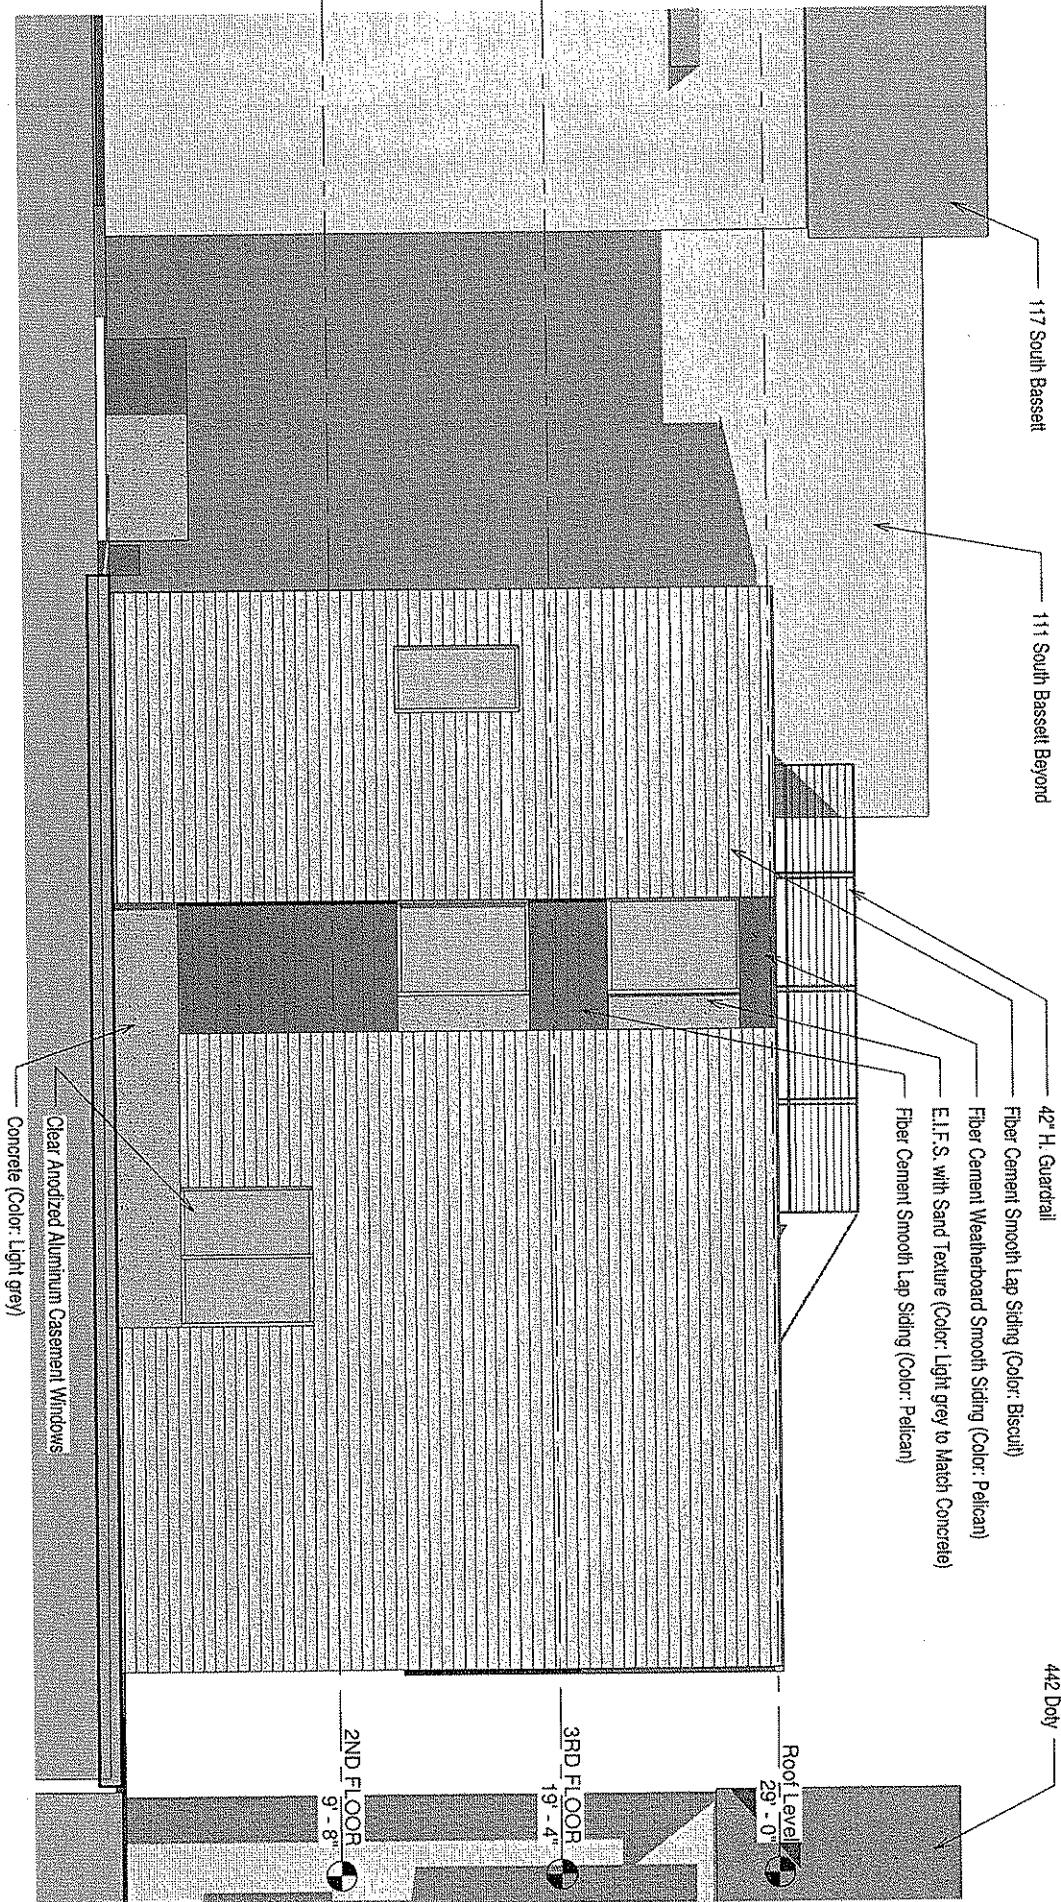 117 South Bassett
111 South Bassett Beyond
42" H. Guardrail
Fiber Cement Smooth Lap Siding (Color: Biscuit)
Fiber Cement Weatherboard Smooth Siding (Color: Pelican)
E.I.F.S. with Sand Texture (Color: Light grey to Match Concrete)
Fiber Cement Smooth Lap Siding (Color: Pelican)
442 Doty
Roof Level
29' - 0"
3RD FLOOR
19' - 4"
2ND FLOOR
9' - 8"
Clear Anodized Aluminum Casement Windows
Concrete (Color: Light grey)